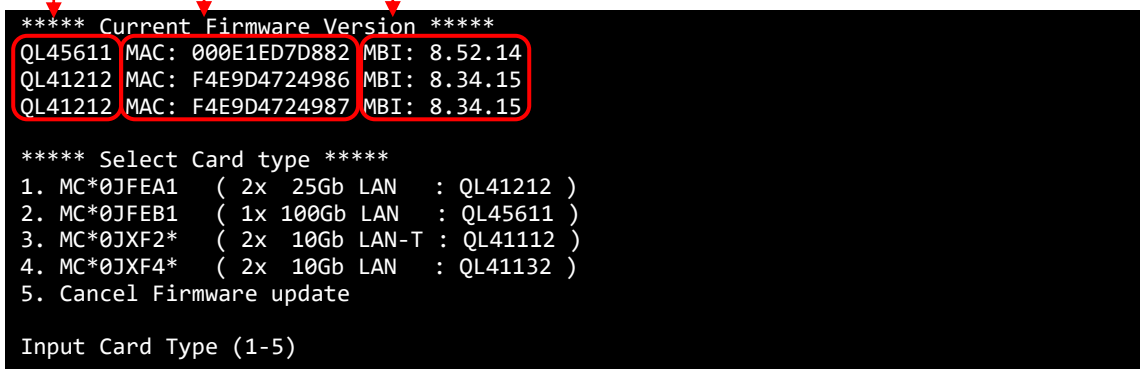 ***** Current Firmware Version *****
QL45611 MAC: 000E1ED7D882 MBI: 8.52.14
QL41212 MAC: F4E9D4724986 MBI: 8.34.15
QL41212 MAC: F4E9D4724987 MBI: 8.34.15
***** Select Card type *****
1. MC*0JFEA1   ( 2x  25Gb LAN   : QL41212 )
2. MC*0JFEB1   ( 1x 100Gb LAN   : QL45611 )
3. MC*0JXF2*   ( 2x  10Gb LAN-T : QL41112 )
4. MC*0JXF4*   ( 2x  10Gb LAN   : QL41132 )
5. Cancel Firmware update
Input Card Type (1-5)